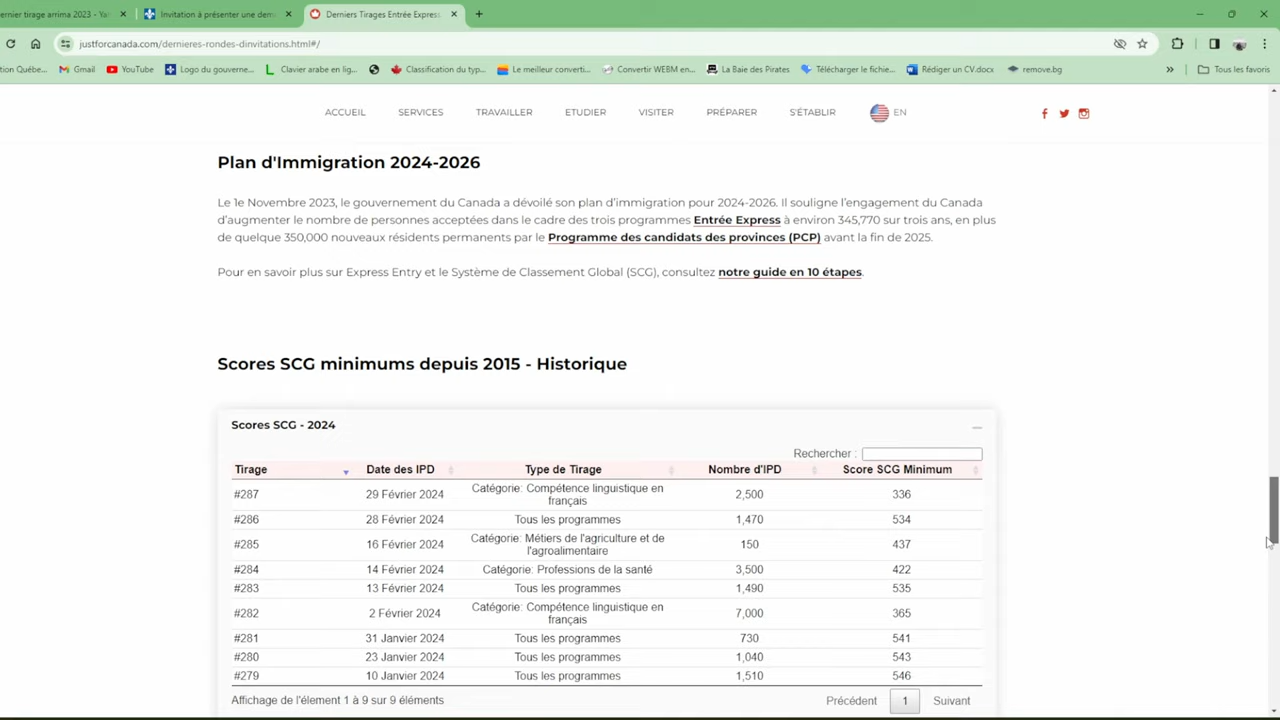 ernier tirage arrima 2023 - Ya
Invitation à présenter une dem
Derniers Tirages Entrée Express
justforcanada.com/dernieres-rondes-dinvitations.html#/
tion Québe...
Gmail
YouTube
Logo du gouverne...
Clavier arabe en lig...
Classification du typ...
Le meilleur converti...
Convertir WEBM en...
La Baie des Pirates
Télécharger le fichie...
Rédiger un CV.docx
remove.bg
»
Tous les favoris
ACCUEIL SERVICES TRAVAILLER ETUDIER VISITER PRÉPARER S'ÉTABLIR EN
Plan d'Immigration 2024-2026
Le 1e Novembre 2023, le gouvernement du Canada a dévoilé son plan d'immigration pour 2024-2026. Il souligne l'engagement du Canada
d'augmenter le nombre de personnes acceptées dans le cadre des trois programmes Entrée Express à environ 345,770 sur trois ans, en plus
de quelque 350,000 nouveaux résidents permanents par le Programme des candidats des provinces (PCP) avant la fin de 2025.
Pour en savoir plus sur Express Entry et le Système de Classement Global (SCG), consultez notre guide en 10 étapes.
Scores SCG minimums depuis 2015 - Historique
Scores SCG - 2024
Rechercher :
Tirage Date des IPD Type de Tirage Nombre d'IPD Score SCG Minimum
#287 29 Février 2024 Catégorie: Compétence linguistique en français 2,500 336
#286 28 Février 2024 Tous les programmes 1,470 534
#285 16 Février 2024 Catégorie: Métiers de l'agriculture et de l'agroalimentaire 150 437
#284 14 Février 2024 Catégorie: Professions de la santé 3,500 422
#283 13 Février 2024 Tous les programmes 1,490 535
#282 2 Février 2024 Catégorie: Compétence linguistique en français 7,000 365
#281 31 Janvier 2024 Tous les programmes 730 541
#280 23 Janvier 2024 Tous les programmes 1,040 543
#279 10 Janvier 2024 Tous les programmes 1,510 546
Affichage de l'élement 1 à 9 sur 9 éléments
Précédent 1 Suivant